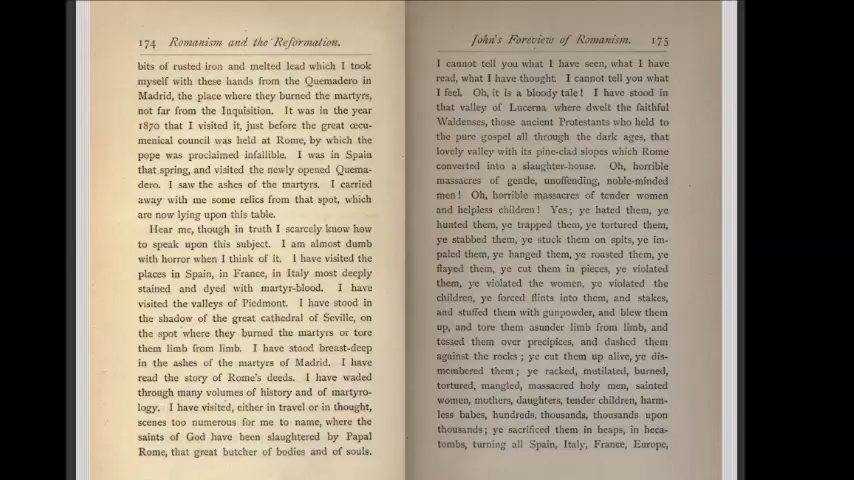 174 Romanism and the Reformation.
bits of rusted iron and melted lead which I took
myself with these hands from the Quemadero in
Madrid, the place where they burned the martyrs,
not far from the Inquisition. It was in the year
1870 that I visited it, just before the great œcu-
menical council was held at Rome, by which the
pope was proclaimed infallible. I was in Spain
that spring, and visited the newly opened Quema-
dero. I saw the ashes of the martyrs. I carried
away with me some relics from that spot, which
are now lying upon this table.
Hear me, though in truth I scarcely know how
to speak upon this subject. I am almost dumb
with horror when I think of it. I have visited the
places in Spain, in France, in Italy most deeply
stained and dyed with martyr-blood. I have
visited the valleys of Piedmont. I have stood in
the shadow of the great cathedral of Seville, on
the spot where they burned the martyrs or tore
them limb from limb. I have stood breast-deep
in the ashes of the martyrs of Madrid. I have
read the story of Rome's deeds. I have waded
through many volumes of history and of martyro-
logy. I have visited, either in travel or in thought,
scenes too numerous for me to name, where the
saints of God have been slaughtered by Papal
Rome, that great butcher of bodies and of souls.
John's Foreview of Romanism. 175
I cannot tell you what I have seen, what I have
read, what I have thought. I cannot tell you what
I feel. Oh, it is a bloody tale! I have stood in
that valley of Lucerna where dwelt the faithful
Waldenses, those ancient Protestants who held to
the pure gospel all through the dark ages, that
lovely valley with its pine-clad slopes which Rome
converted into a slaughter-house. Oh, horrible
massacres of gentle, unoffending, noble-minded
men! Oh, horrible massacres of tender women
and helpless children! Yes; ye hated them, ye
hunted them, ye trapped them, ye tortured them,
ye stabbed them, ye stuck them on spits, ye im-
paled them, ye hanged them, ye roasted them, ye
flayed them, ye cut them in pieces, ye violated
them, ye violated the women, ye violated the
children, ye forced flints into them, and stakes,
and stuffed them with gunpowder, and blew them
up, and tore them asunder limb from limb, and
tossed them over precipices, and dashed them
against the rocks; ye cut them up alive, ye dis-
membered them; ye racked, mutilated, burned,
tortured, mangled, massacred holy men, sainted
women, mothers, daughters, tender children, harm-
less babes, hundreds, thousands, thousands upon
thousands; ye sacrificed them in heaps, in heca-
tombs, turning all Spain, Italy, France, Europe,